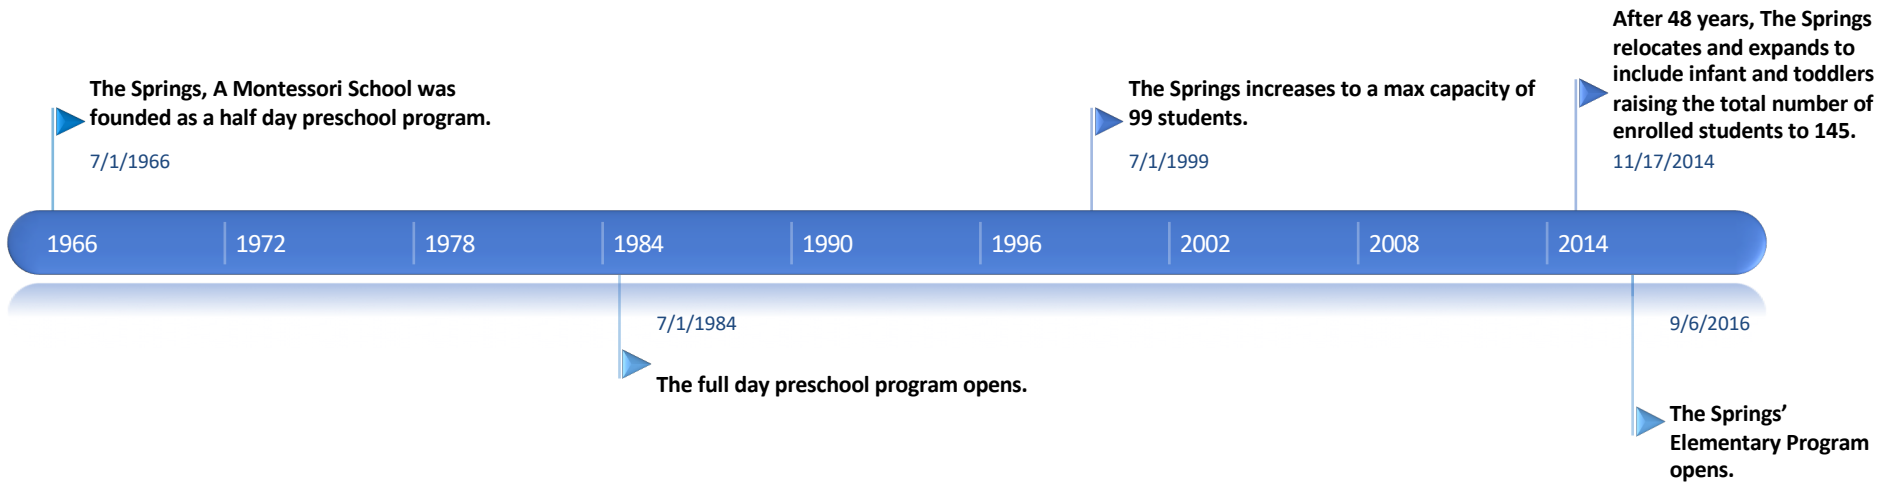 The Springs, A Montessori School was
founded as a half day preschool program.
7/1/1966
The Springs increases to a max capacity of
99 students.
7/1/1999
After 48 years, The Springs
relocates and expands to
include infant and toddlers
raising the total number of
enrolled students to 145.
11/17/2014
1966 1972 1978 1984 1990 1996 2002 2008 2014
7/1/1984
The full day preschool program opens.
9/6/2016
The Springs’
Elementary Program
opens.